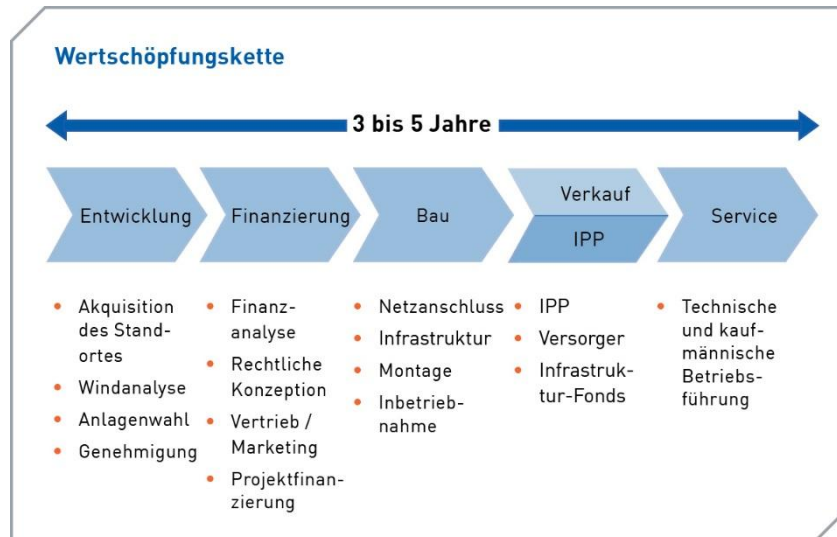 Wertschöpfungskette
3 bis 5 Jahre
Entwicklung
Finanzierung
Bau
Verkauf
IPP
Service
• Akquisition
des Stand-
ortes
• Windanalyse
• Anlagenwahl
• Genehmigung
• Finanz-
analyse
• Rechtliche
Konzeption
• Vertrieb /
Marketing
• Projektfinan-
zierung
• Netzanschluss
• Infrastruktur
• Montage
• Inbetrieb-
nahme
• IPP
• Versorger
• Infrastruk-
tur-Fonds
• Technische
und kauf-
männische
Betriebs-
führung